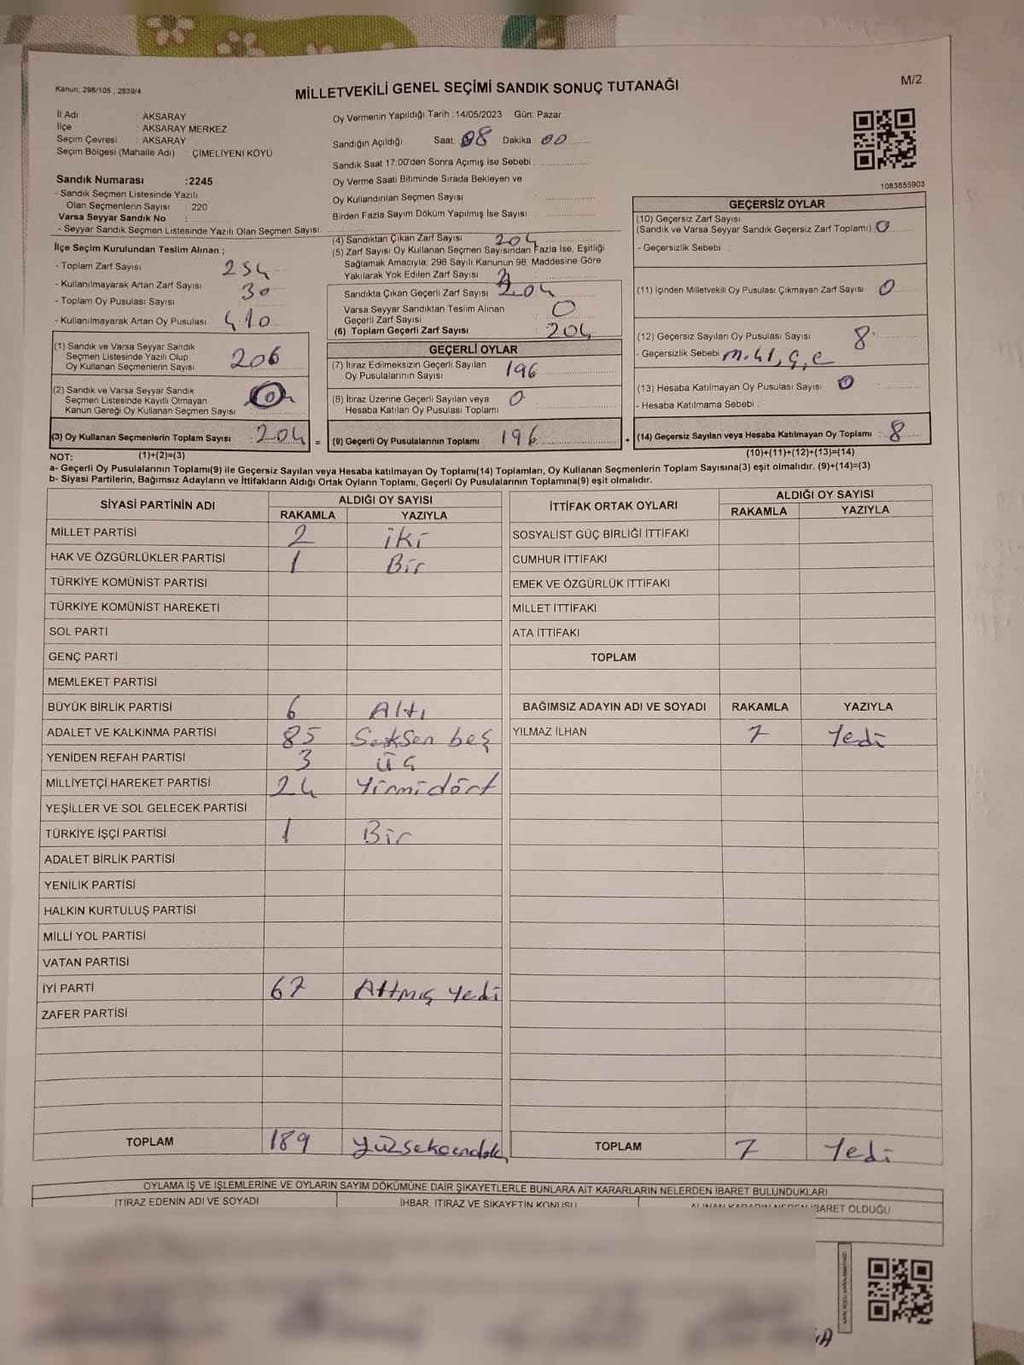 Kanun; 298/105 ; 2839/4
MİLLETVEKİLİ GENEL SEÇİMİ SANDIK SONUÇ TUTANAĞI
M/2
İl Adı : AKSARAY
İlçe : AKSARAY MERKEZ
Seçim Çevresi : AKSARAY
Seçim Bölgesi (Mahalle Adı) : ÇİMELİYENİ KÖYÜ
Sandık Numarası :2245
- Sandık Seçmen Listesinde Yazılı
Olan Seçmenlerin Sayısı : 220
Varsa Seyyar Sandık No :
- Seyyar Sandık Seçmen Listesinde Yazılı Olan Seçmen Sayısı:
Oy Vermenin Yapıldığı Tarih :14/05/2023 Gün: Pazar
Sandığın Açıldığı Saat: 08 Dakika 00
Sandık Saat 17:00'den Sonra Açımış İse Sebebi :
Oy Verme Saati Bitiminde Sırada Bekleyen ve
Oy Kullandırılan Seçmen Sayısı
Birden Fazla Sayım Döküm Yapılmış İse Sayısı
1083855903
İlçe Seçim Kurulundan Teslim Alınan ;
- Toplam Zarf Sayısı 234
- Kullanılmayarak Artan Zarf Sayısı 30
- Toplam Oy Pusulası Sayısı
- Kullanılmayarak Artan Oy Pusulası 410
(1) Sandık ve Varsa Seyyar Sandık
Seçmen Listesinde Yazılı Olup
Oy Kullanan Seçmenlerin Sayısı 206
(2) Sandık ve Varsa Seyyar Sandık
Seçmen Listesinde Kayıtlı Olmayan
Kanun Gereği Oy Kullanan Seçmen Sayısı 0
(3) Oy Kullanan Seçmenlerin Toplam Sayısı 204 =
(4) Sandıktan Çıkan Zarf Sayısı 204
(5) Zarf Sayısı Oy Kullanan Seçmen Sayısından Fazla İse, Eşitliği
Sağlamak Amacıyla; 298 Sayılı Kanunun 98. Maddesine Göre
Yakılarak Yok Edilen Zarf Sayısı
Sandıkta Çıkan Geçerli Zarf Sayısı 204
Varsa Seyyar Sandıktan Teslim Alınan
Geçerli Zarf Sayısı 0
(6) Toplam Geçerli Zarf Sayısı 204
GEÇERLİ OYLAR
(7) İtiraz Edilmeksizin Geçerli Sayılan
Oy Pusulalarının Sayısı 196
(8) İtiraz Üzerine Geçerli Sayılan veya
Hesaba Katılan Oy Pusulası Toplamı 0
(9) Geçerli Oy Pusulalarının Toplamı 196 +
GEÇERSİZ OYLAR
(10) Geçersiz Zarf Sayısı
(Sandık ve Varsa Seyyar Sandık Geçersiz Zarf Toplamı) 0
- Geçersizlik Sebebi
(11) İçinden Milletvekili Oy Pusulası Çıkmayan Zarf Sayısı 0
(12) Geçersiz Sayılan Oy Pusulası Sayısı 8
- Geçersizlik Sebebi
(13) Hesaba Katılmayan Oy Pusulası Sayısı 0
- Hesaba Katılmama Sebebi :
(14) Geçersiz Sayılan veya Hesaba Katılmayan Oy Toplamı 8
NOT: (1)+(2)=(3) (10)+(11)+(12)+(13)=(14)
a- Geçerli Oy Pusulalarının Toplamı(9) ile Geçersiz Sayılan veya Hesaba katılmayan Oy Toplamı(14) Toplamları, Oy Kullanan Seçmenlerin Toplam Sayısına(3) eşit olmalıdır. (9)+(14)=(3)
b- Siyasi Partilerin, Bağımsız Adayların ve İttifakların Aldığı Ortak Oyların Toplamı, Geçerli Oy Pusulalarının Toplamına(9) eşit olmalıdır.
SİYASİ PARTİNİN ADI ALDIĞI OY SAYISI
RAKAMLA YAZIYLA
MİLLET PARTİSİ 2 iki
HAK VE ÖZGÜRLÜKLER PARTİSİ 1 Bir
TÜRKİYE KOMÜNİST PARTİSİ
TÜRKİYE KOMÜNİST HAREKETİ
SOL PARTİ
GENÇ PARTİ
MEMLEKET PARTİSİ
BÜYÜK BİRLİK PARTİSİ 6 Altı
ADALET VE KALKINMA PARTİSİ 85 Seksen beş
YENİDEN REFAH PARTİSİ 3 üç
MİLLİYETÇİ HAREKET PARTİSİ 24 Yirmidört
YEŞİLLER VE SOL GELECEK PARTİSİ
TÜRKİYE İŞÇİ PARTİSİ 1 Bir
ADALET BİRLİK PARTİSİ
YENİLİK PARTİSİ
HALKIN KURTULUŞ PARTİSİ
MİLLİ YOL PARTİSİ
VATAN PARTİSİ
İYİ PARTİ 67 Altmış Yedi
ZAFER PARTİSİ
TOPLAM 189
İTTİFAK ORTAK OYLARI ALDIĞI OY SAYISI
RAKAMLA YAZIYLA
SOSYALİST GÜÇ BİRLİĞİ İTTİFAKI
CUMHUR İTTİFAKI
EMEK VE ÖZGÜRLÜK İTTİFAKI
MİLLET İTTİFAKI
ATA İTTİFAKI
TOPLAM
BAĞIMSIZ ADAYIN ADI VE SOYADI RAKAMLA YAZIYLA
YILMAZ İLHAN 7 Yedi
TOPLAM 7 Yedi
OYLAMA İŞ VE İŞLEMLERİNE VE OYLARIN SAYIM DÖKÜMÜNE DAİR ŞİKAYETLERLE BUNLARA AİT KARARLARIN NELERDEN İBARET BULUNDUKLARI
İTİRAZ EDENİN ADI VE SOYADI
İHBAR, İTİRAZ VE ŞİKAYETİN KONUSU